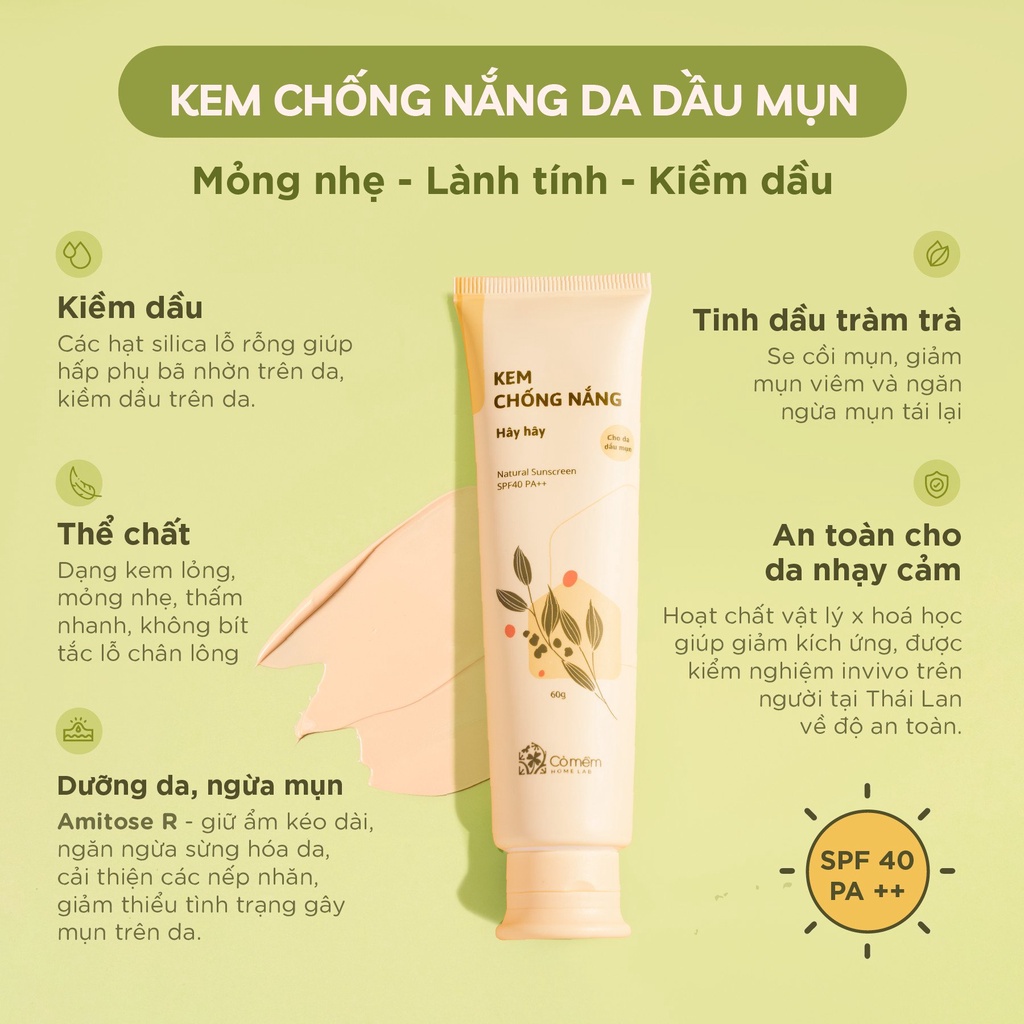 KEM CHỐNG NẮNG DA DẦU MỤN
Mỏng nhẹ - Lành tính - Kiềm dầu
Kiềm dầu
Các hạt silica lỗ rỗng giúp
hấp phụ bã nhờn trên da,
kiềm dầu trên da.
Thể chất
Dạng kem lỏng,
mỏng nhẹ, thấm
nhanh, không bít
tắc lỗ chân lông
Dưỡng da, ngừa mụn
Amitose R - giữ ẩm kéo dài,
ngăn ngừa sừng hóa da,
cải thiện các nếp nhăn,
giảm thiểu tình trạng gây
mụn trên da.
KEM
CHỐNG NẮNG
Hây hây
Cho da
dầu mụn
Natural Sunscreen
SPF40 PA++
60g
Cỏ mềm
HOME LAB
Tinh dầu tràm trà
Se cồi mụn, giảm
mụn viêm và ngăn
ngừa mụn tái lại
An toàn cho
da nhạy cảm
Hoạt chất vật lý x hoá học
giúp giảm kích ứng, được
kiểm nghiệm invivo trên
người tại Thái Lan
về độ an toàn.
SPF 40
PA ++